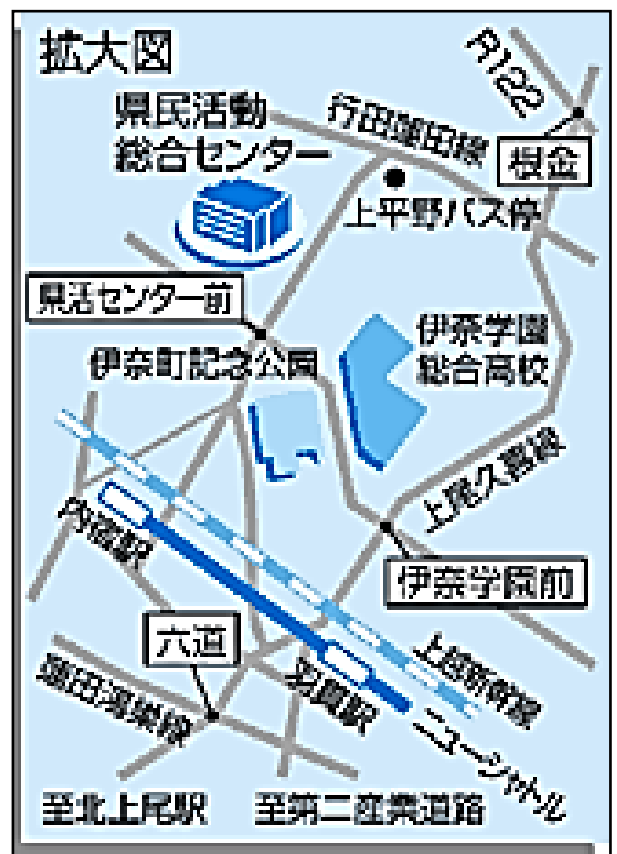 拡大図
R122
県民活動
総合センター
行田蓮田線
根金
上平野バス停
県活センター前
伊奈学園
総合高校
伊奈町記念公園
上尾久喜線
内宿駅
伊奈学園前
六道
上越新幹線
羽貫駅
蓮田鴻巣線
ニューシャトル
至北上尾駅
至第二産業道路